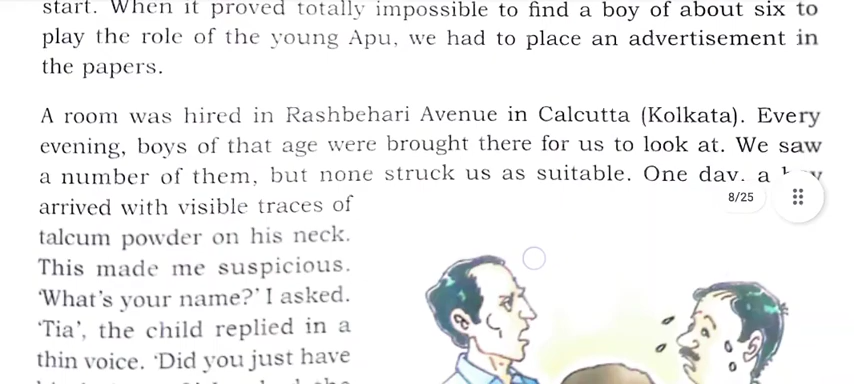 start. When it proved totally impossible to find a boy of about six to
play the role of the young Apu, we had to place an advertisement in
the papers.
A room was hired in Rashbehari Avenue in Calcutta (Kolkata). Every
evening, boys of that age were brought there for us to look at. We saw
a number of them, but none struck us as suitable. One day, a
8/25
arrived with visible traces of
talcum powder on his neck.
This made me suspicious.
‘What’s your name?’ I asked.
‘Tia’, the child replied in a
thin voice. ‘Did you just have